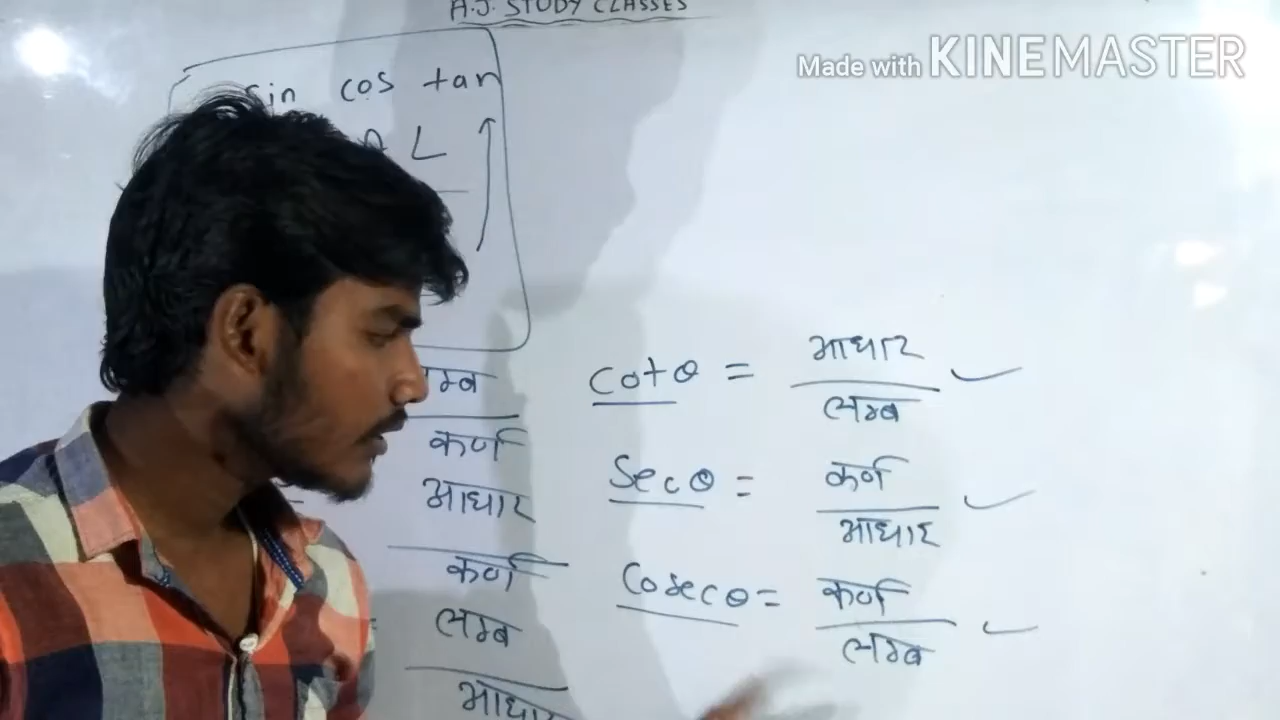 A.J. STUDY CLASSES
Made with KINEMASTER
sin cos tan
L
कर्ण
आधार
कर्ण
लम्ब
आधार
cotθ = आधार
लम्ब
Secθ = कर्ण
आधार
Cosecθ = कर्ण
लम्ब